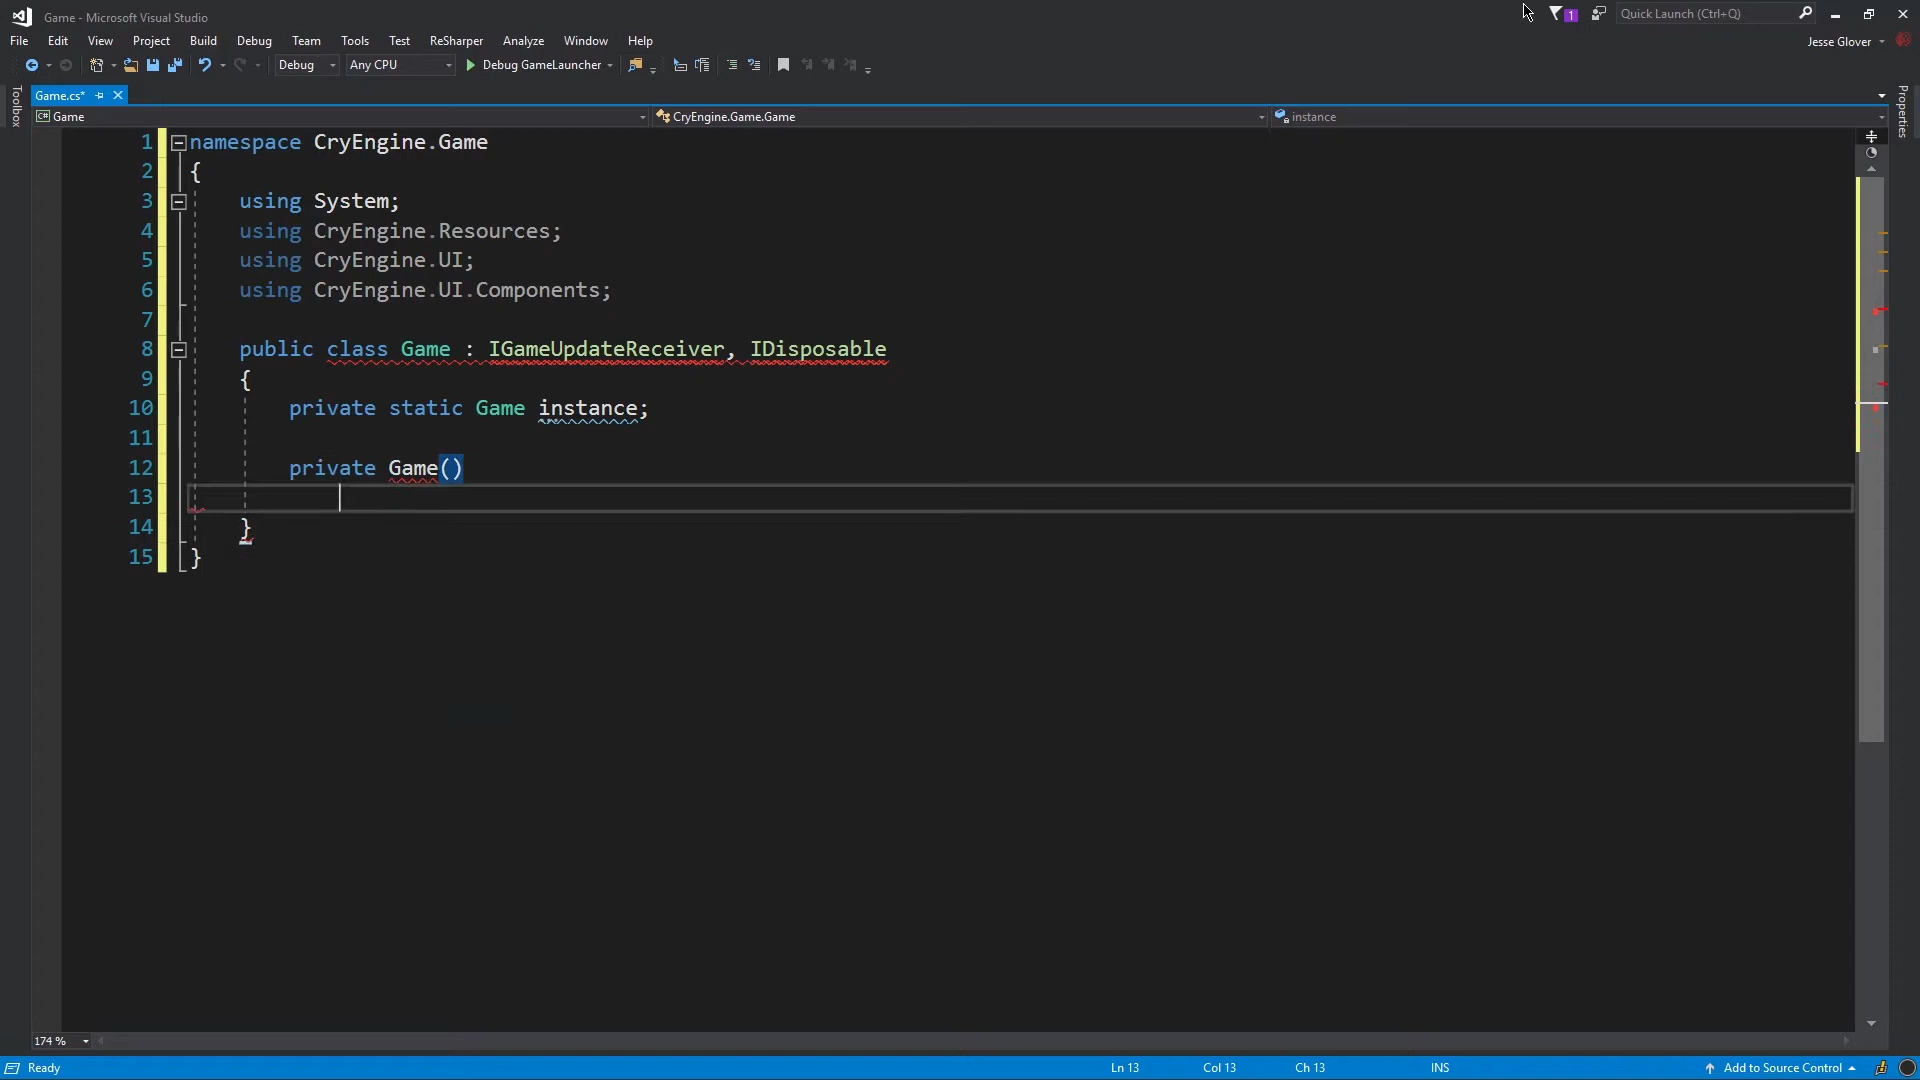 Game - Microsoft Visual Studio
1
Quick Launch (Ctrl+Q)
File Edit View Project Build Debug Team Tools Test ReSharper Analyze Window Help
Jesse Glover
Debug Any CPU Debug GameLauncher
Toolbox
Game.cs*
Properties
Game CryEngine.Game.Game instance
1 namespace CryEngine.Game
2 {
3 using System;
4 using CryEngine.Resources;
5 using CryEngine.UI;
6 using CryEngine.UI.Components;
7
8 public class Game : IGameUpdateReceiver, IDisposable
9 {
10 private static Game instance;
11
12 private Game()
13
14 }
15 }
174 %
Ready Ln 13 Col 13 Ch 13 INS Add to Source Control